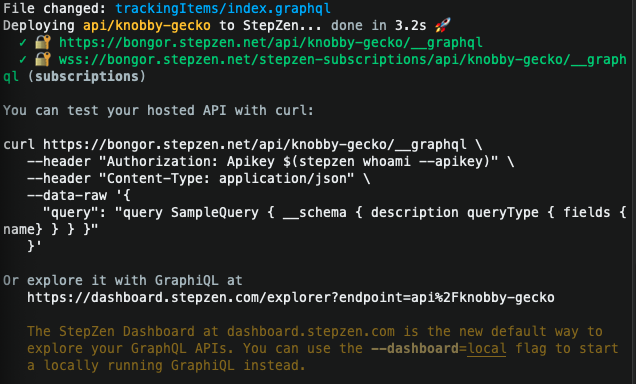 File changed: trackingItems/index.graphql
Deploying api/knobby-gecko to StepZen... done in 3.2s 🚀
✓ 🔐 https://bongor.stepzen.net/api/knobby-gecko/__graphql
✓ 🔐 wss://bongor.stepzen.net/stepzen-subscriptions/api/knobby-gecko/__graph
ql (subscriptions)
You can test your hosted API with curl:
curl https://bongor.stepzen.net/api/knobby-gecko/__graphql \
--header "Authorization: Apikey $(stepzen whoami --apikey)" \
--header "Content-Type: application/json" \
--data-raw '{
"query": "query SampleQuery { __schema { description queryType { fields {
name} } } }"
}'
Or explore it with GraphiQL at
https://dashboard.stepzen.com/explorer?endpoint=api%2Fknobby-gecko
The StepZen Dashboard at dashboard.stepzen.com is the new default way to
explore your GraphQL APIs. You can use the --dashboard=local flag to start
a locally running GraphiQL instead.